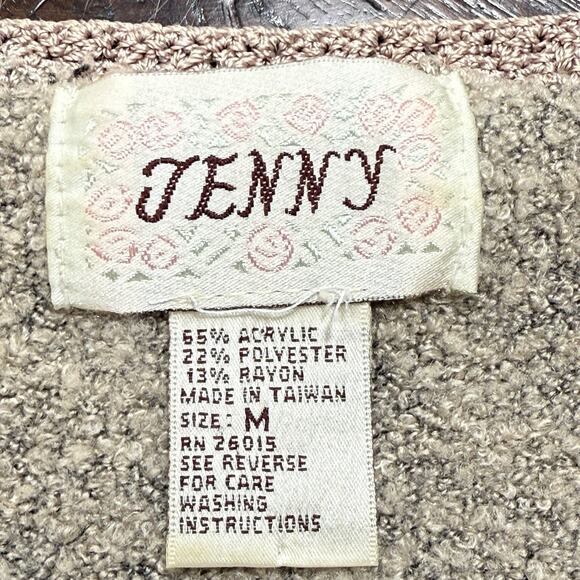 JENNY
65% ACRYLIC
22% POLYESTER
13% RAYON
MADE IN TAIWAN
SIZE: M
RN 26015
SEE REVERSE
FOR CARE
WASHING
INSTRUCTIONS